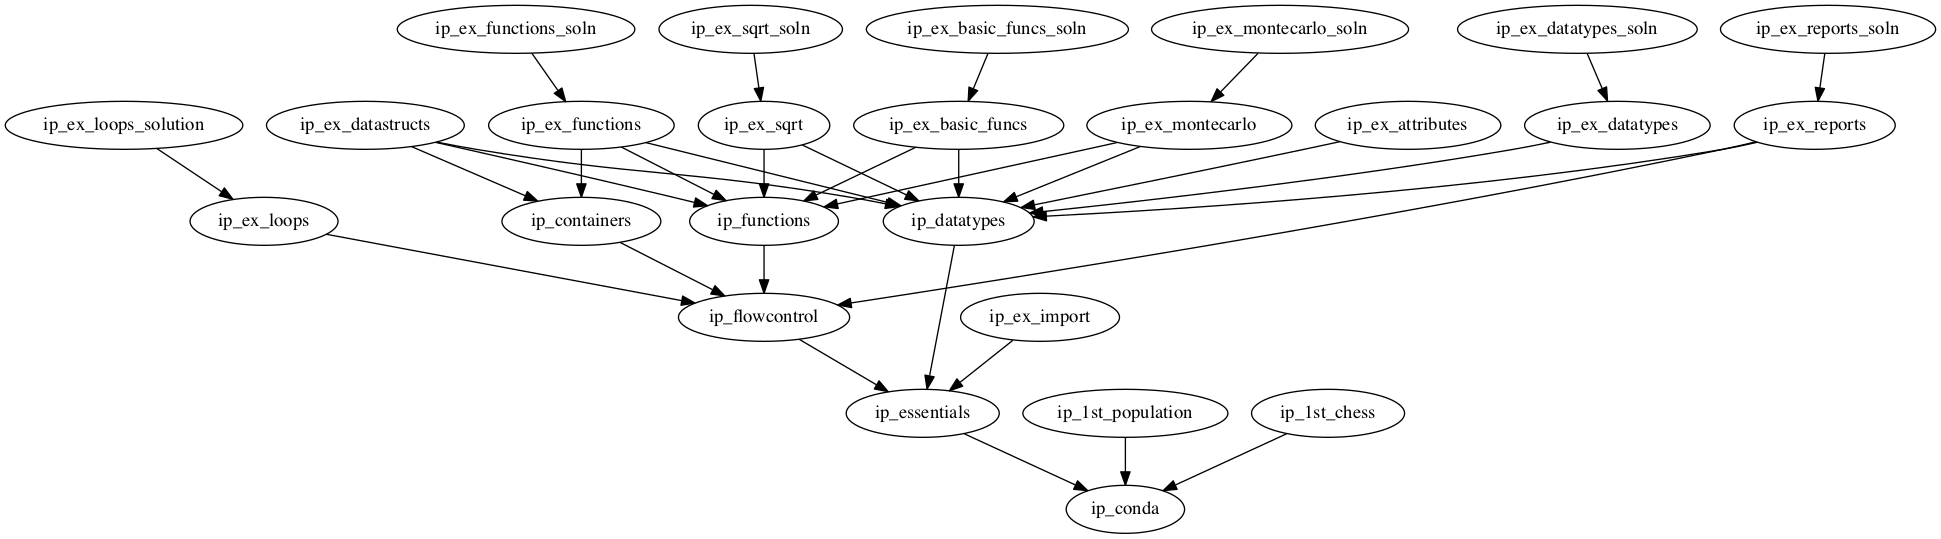 ip_ex_functions_soln
ip_ex_sqrt_soln
ip_ex_basic_funcs_soln
ip_ex_montecarlo_soln
ip_ex_datatypes_soln
ip_ex_reports_soln
ip_ex_loops_solution
ip_ex_datastructs
ip_ex_functions
ip_ex_sqrt
ip_ex_basic_funcs
ip_ex_montecarlo
ip_ex_attributes
ip_ex_datatypes
ip_ex_reports
ip_ex_loops
ip_containers
ip_functions
ip_datatypes
ip_flowcontrol
ip_ex_import
ip_essentials
ip_1st_population
ip_1st_chess
ip_conda